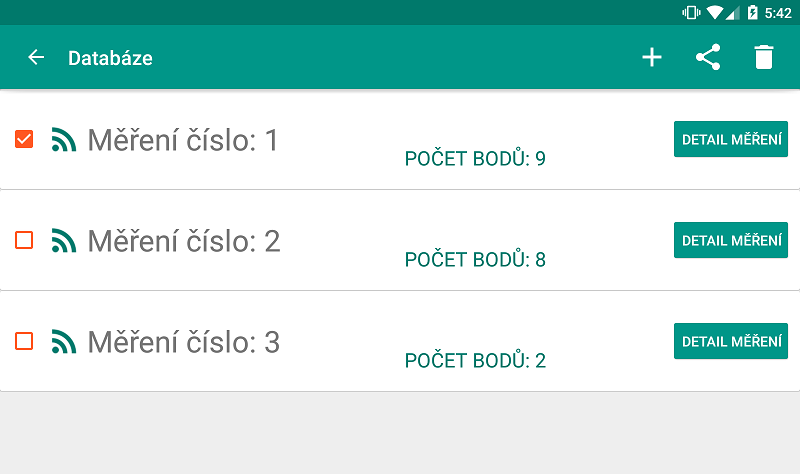 5:42
Databáze
Měření číslo: 1
POČET BODŮ: 9
DETAIL MĚŘENÍ
Měření číslo: 2
POČET BODŮ: 8
DETAIL MĚŘENÍ
Měření číslo: 3
POČET BODŮ: 2
DETAIL MĚŘENÍ